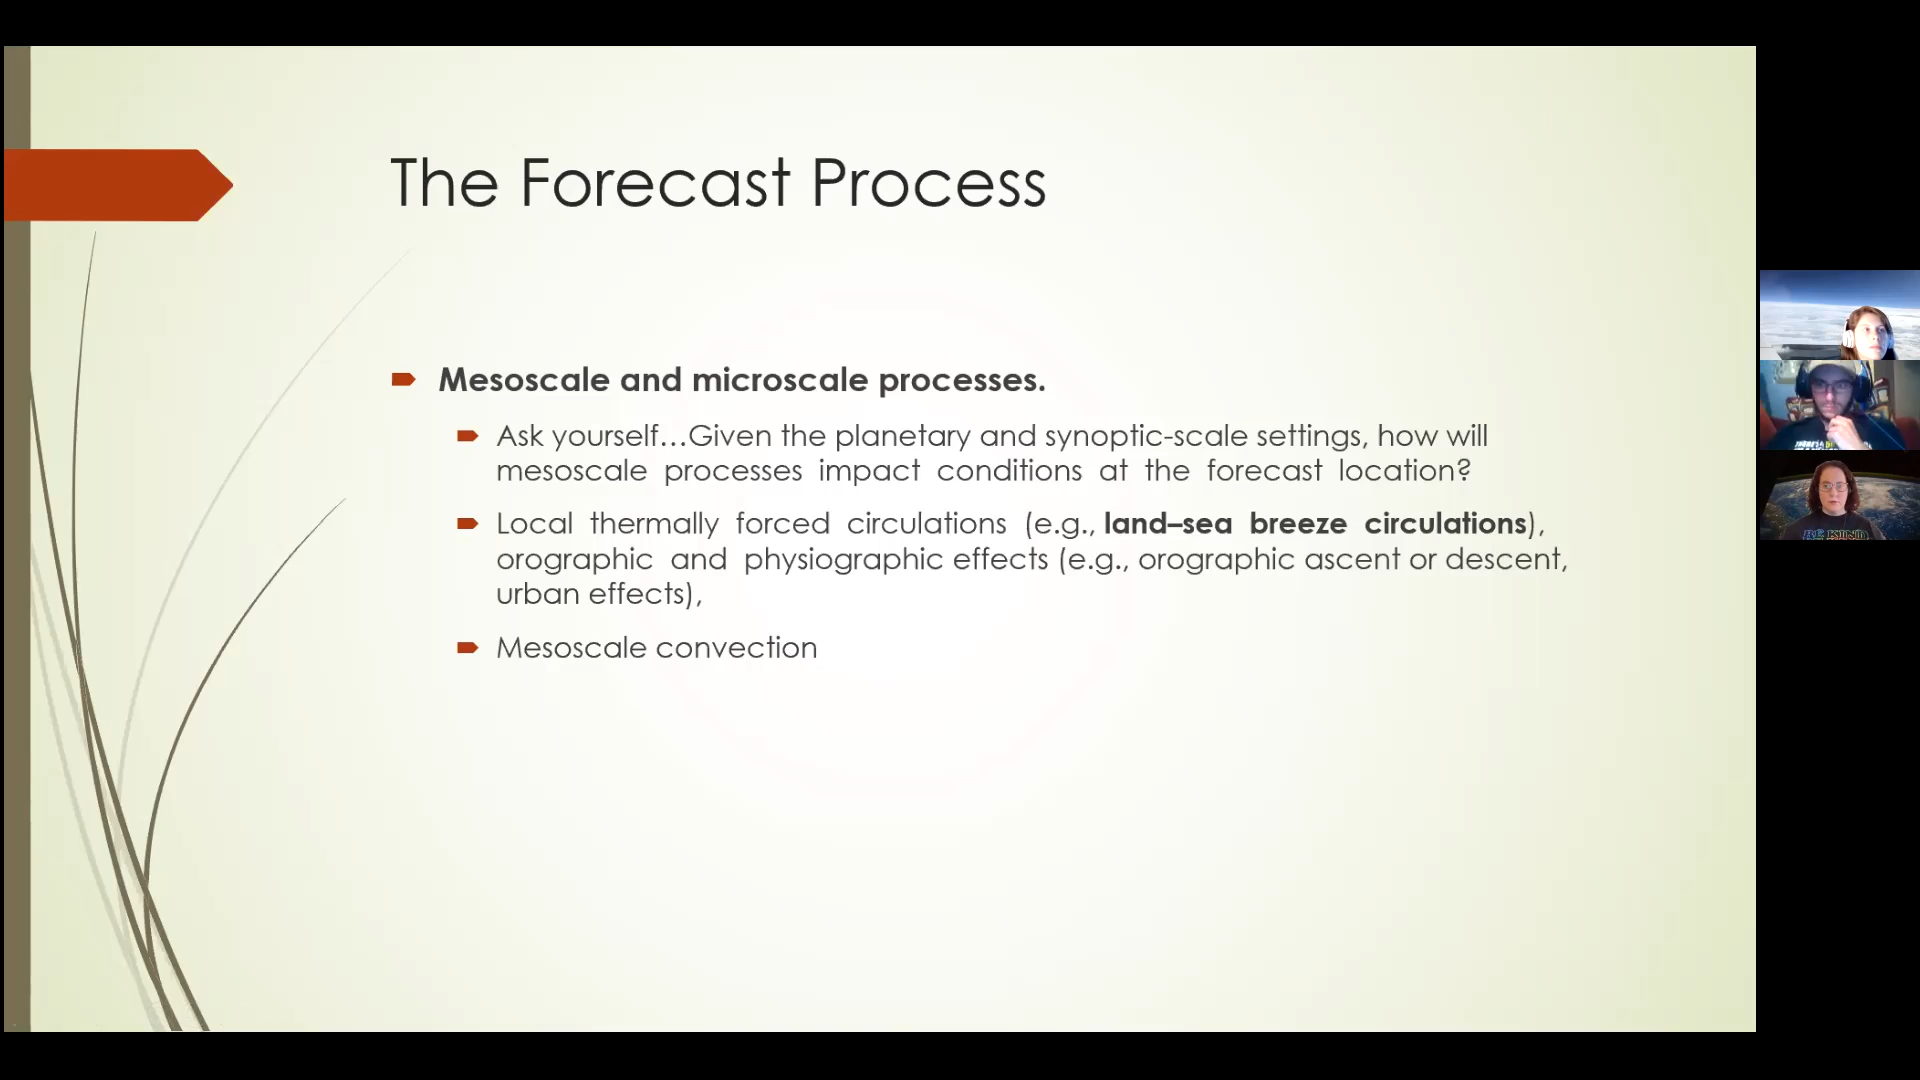 The Forecast Process
Mesoscale and microscale processes.
Ask yourself…Given the planetary and synoptic-scale settings, how will
mesoscale processes impact conditions at the forecast location?
Local thermally forced circulations (e.g., land–sea breeze circulations),
orographic and physiographic effects (e.g., orographic ascent or descent,
urban effects),
Mesoscale convection
BE KIND